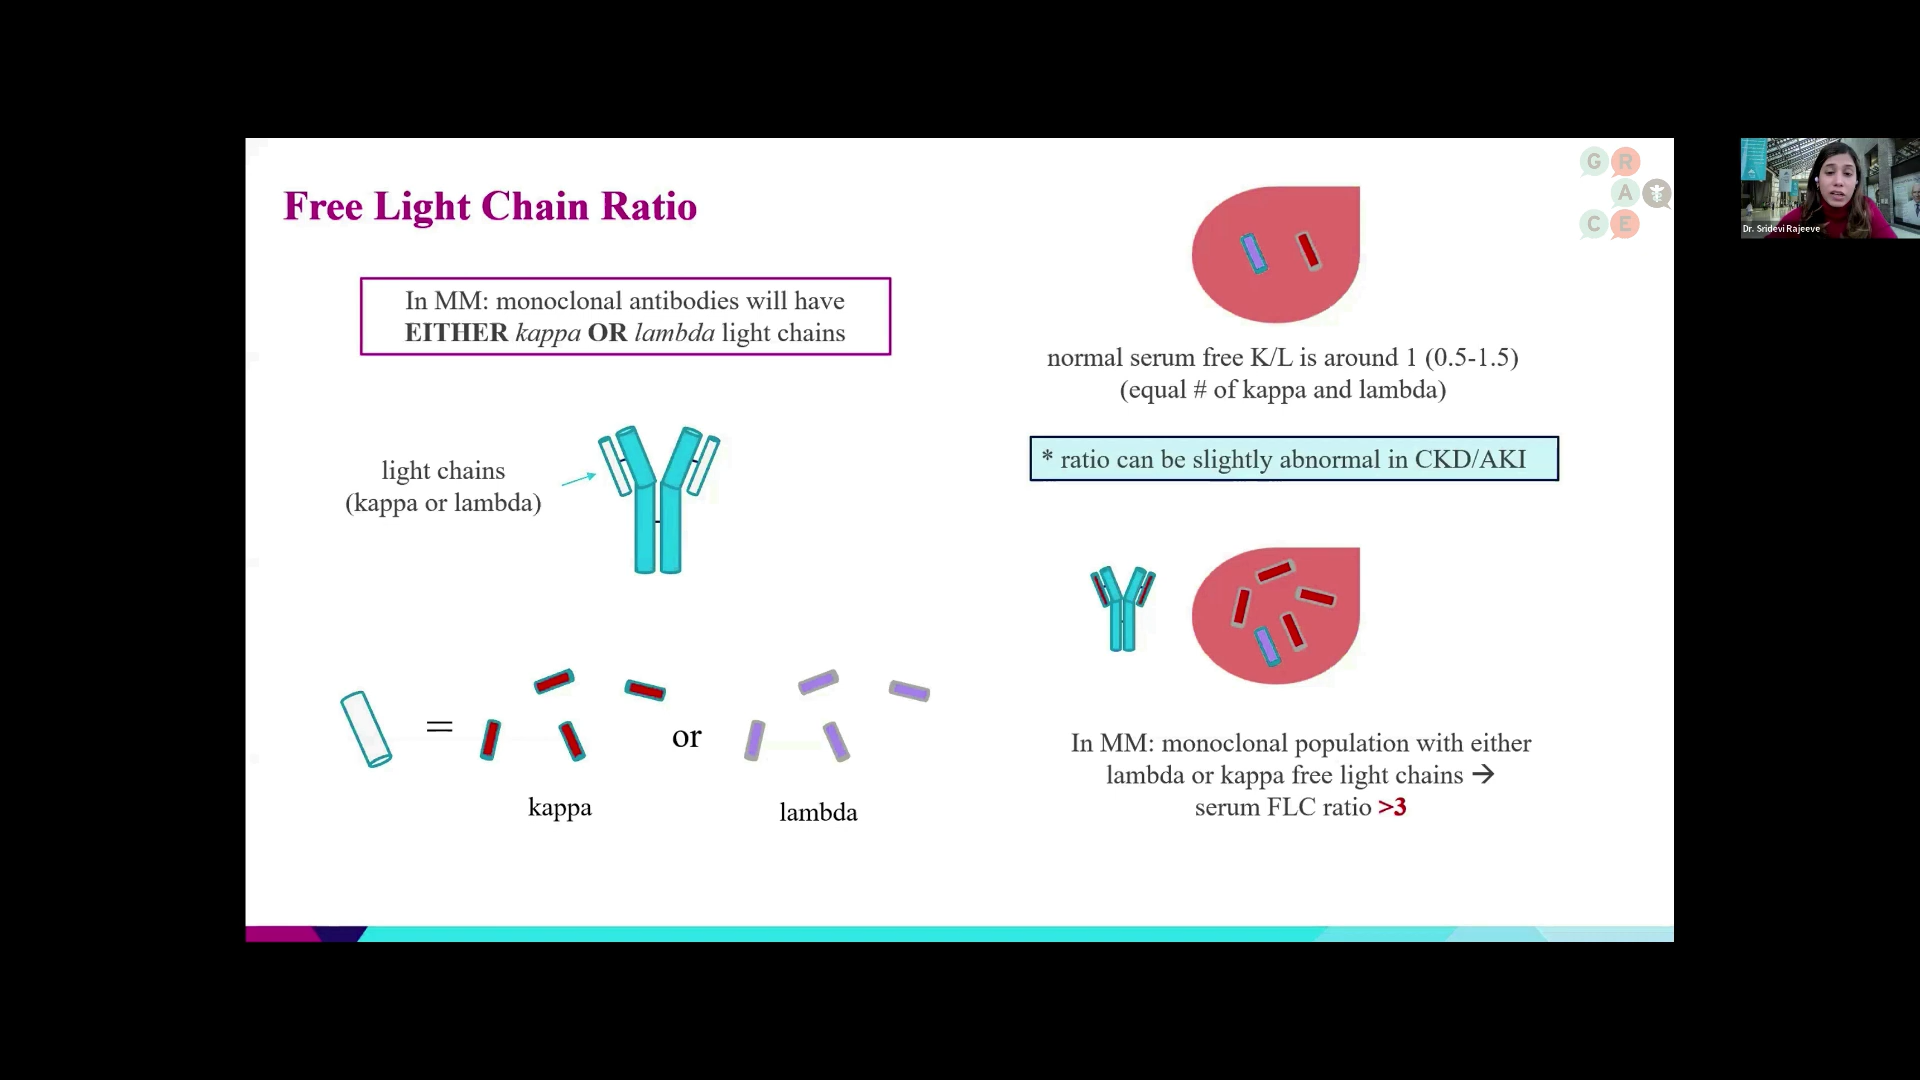 Free Light Chain Ratio
In MM: monoclonal antibodies will have
EITHER kappa OR lambda light chains
light chains
(kappa or lambda)
=
or
kappa
lambda
normal serum free K/L is around 1 (0.5-1.5)
(equal # of kappa and lambda)
* ratio can be slightly abnormal in CKD/AKI
In MM: monoclonal population with either
lambda or kappa free light chains →
serum FLC ratio >3
G R
A
C E
Dr. Sridevi Rajeeve